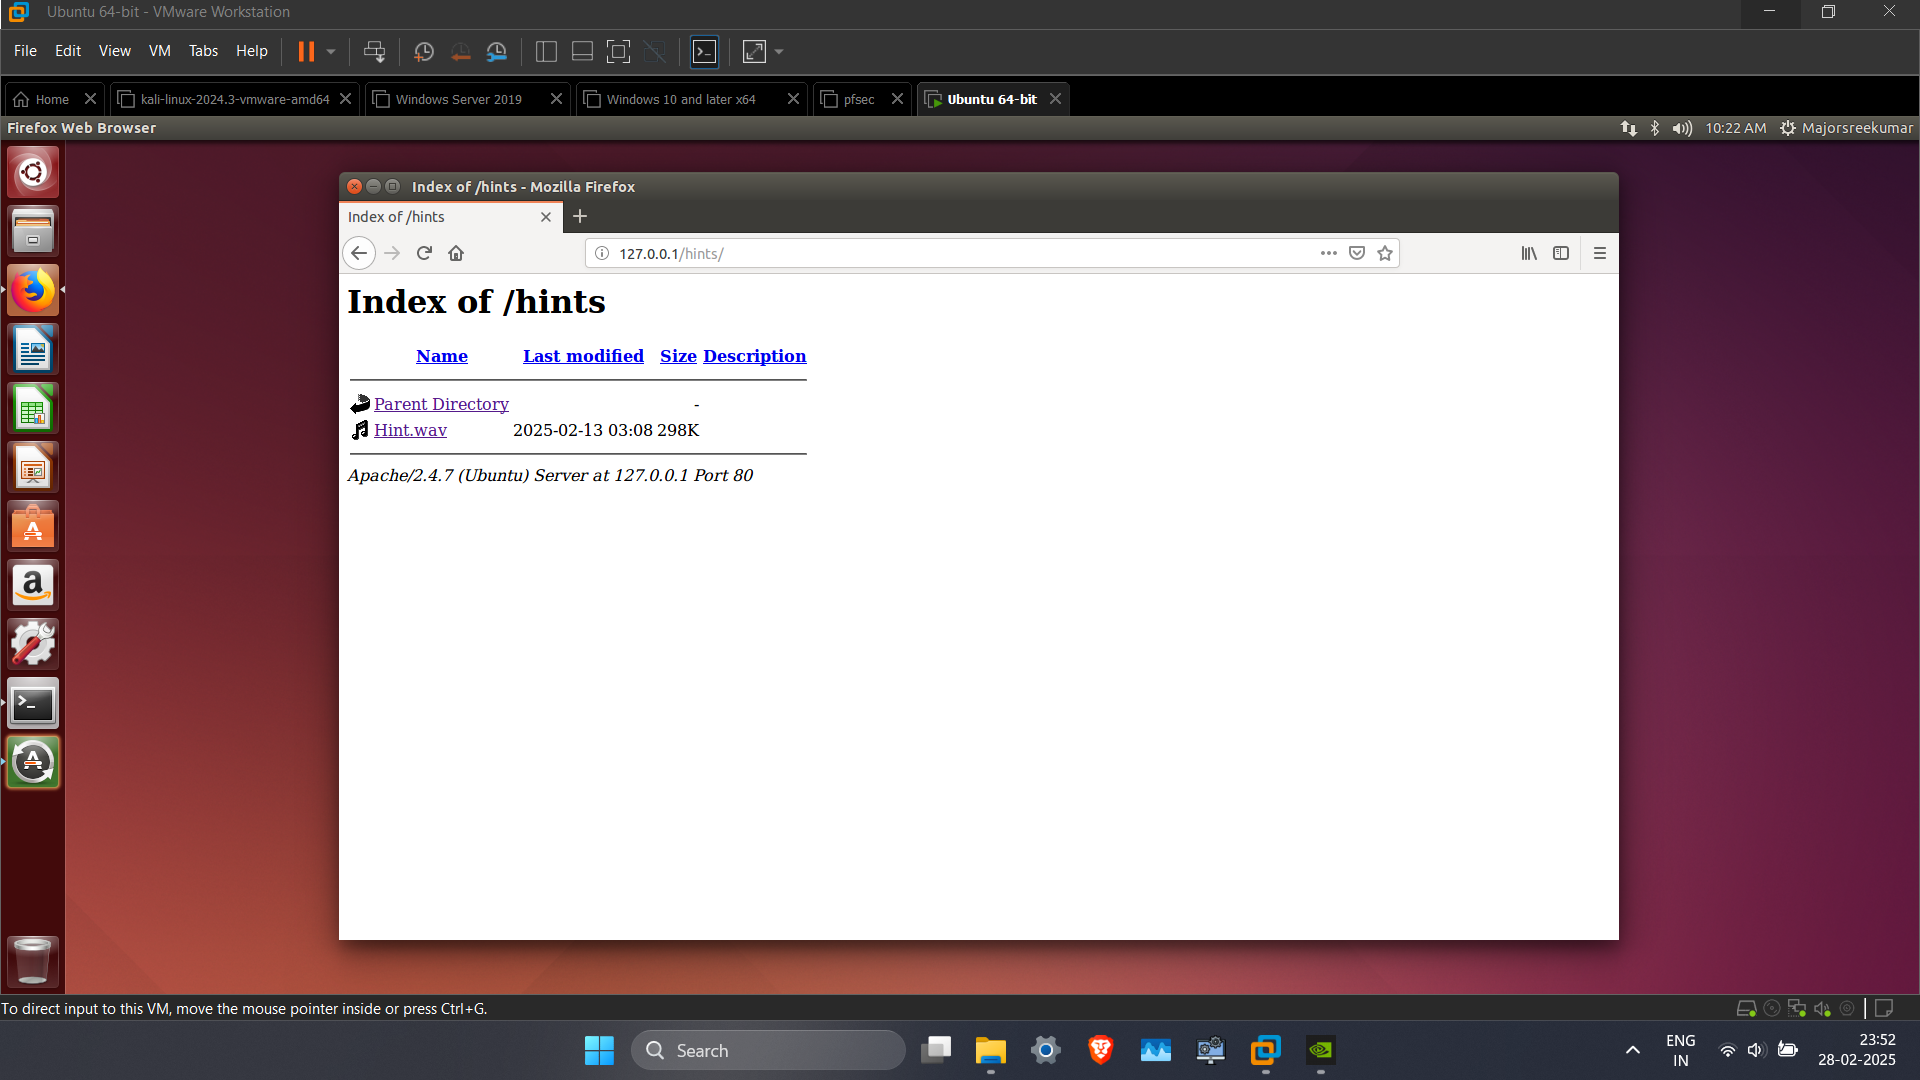 Ubuntu 64-bit - VMware Workstation
File Edit View VM Tabs Help
Home kali-linux-2024.3-vmware-amd64 Windows Server 2019 Windows 10 and later x64 pfsec Ubuntu 64-bit
Firefox Web Browser 10:22 AM Majorsreekumar
Index of /hints - Mozilla Firefox
Index of /hints
127.0.0.1/hints/
Index of /hints
Name Last modified Size Description
Parent Directory -
Hint.wav 2025-02-13 03:08 298K
Apache/2.4.7 (Ubuntu) Server at 127.0.0.1 Port 80
To direct input to this VM, move the mouse pointer inside or press Ctrl+G.
Search
ENG
IN
23:52
28-02-2025